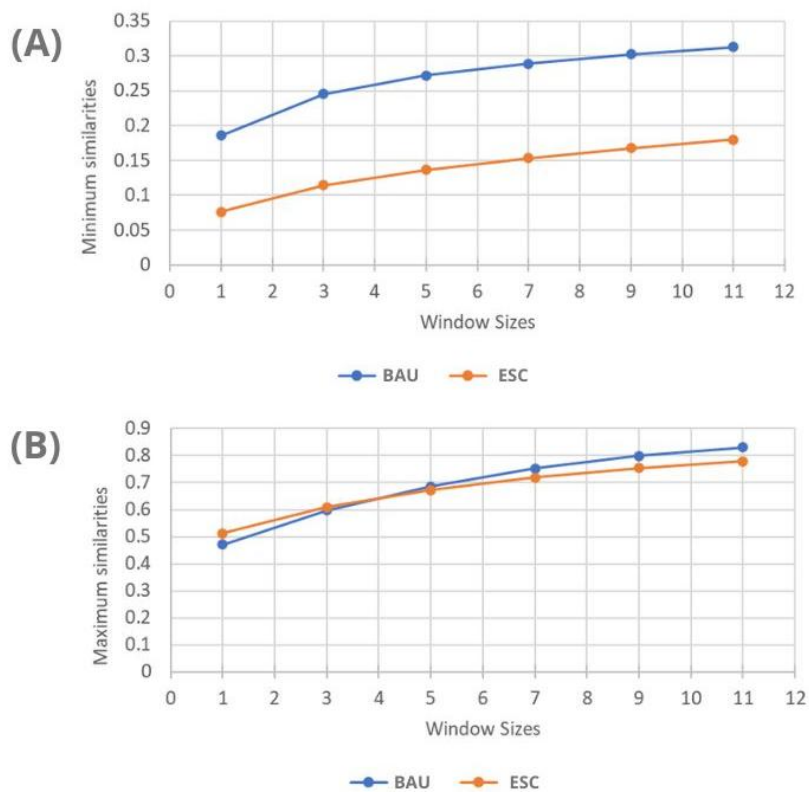 (A)
Minimum similarities
0.35
0.3
0.25
0.2
0.15
0.1
0.05
0
0 1 2 3 4 5 6 7 8 9 10 11 12
Window Sizes
BAU ESC
(B)
Maximum similarities
0.9
0.8
0.7
0.6
0.5
0.4
0.3
0.2
0.1
0
0 1 2 3 4 5 6 7 8 9 10 11 12
Window Sizes
BAU ESC